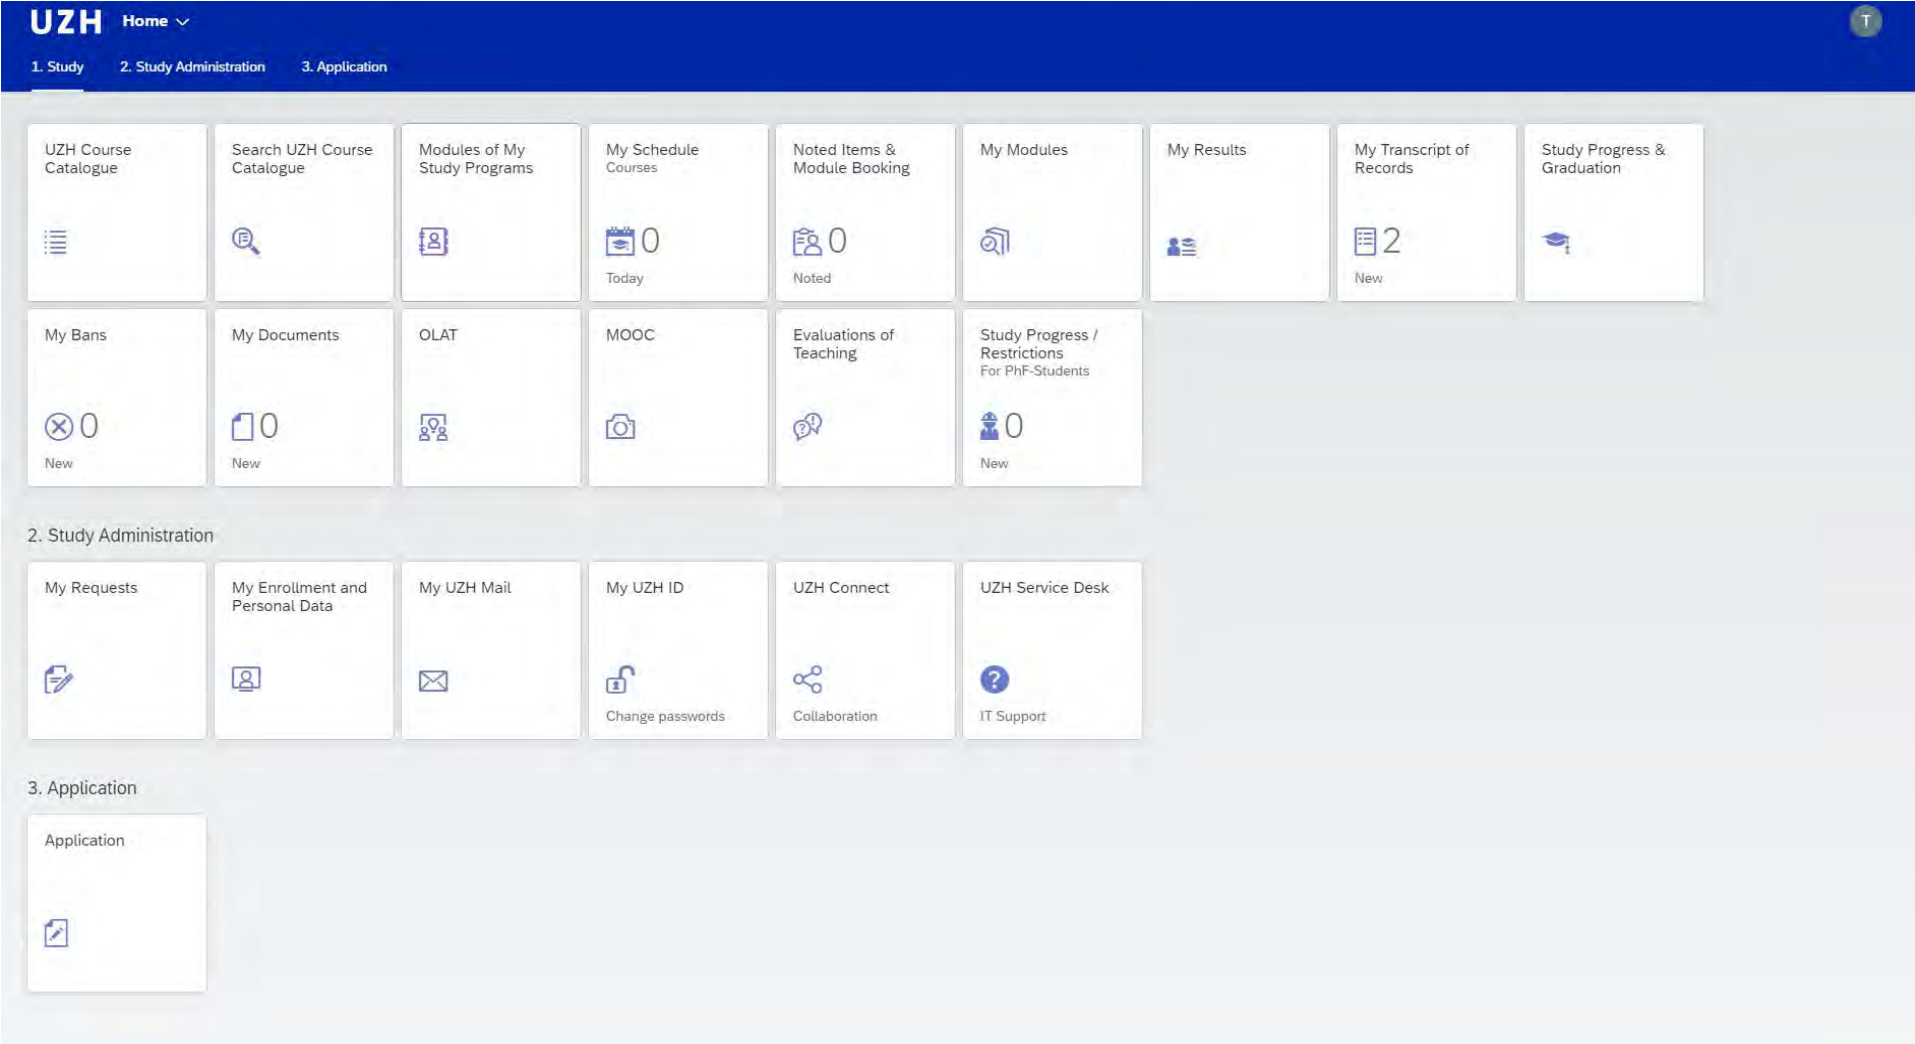 UZH Home
T
1. Study 2. Study Administration 3. Application
UZH Course
Catalogue
Search UZH Course
Catalogue
Modules of My
Study Programs
My Schedule
Courses
0
Today
Noted Items &
Module Booking
0
Noted
My Modules
My Results
My Transcript of
Records
2
New
Study Progress &
Graduation
My Bans
0
New
My Documents
0
New
OLAT
MOOC
Evaluations of
Teaching
Study Progress /
Restrictions
For PhF-Students
0
New
2. Study Administration
My Requests
My Enrollment and
Personal Data
My UZH Mail
My UZH ID
Change passwords
UZH Connect
Collaboration
UZH Service Desk
IT Support
3. Application
Application